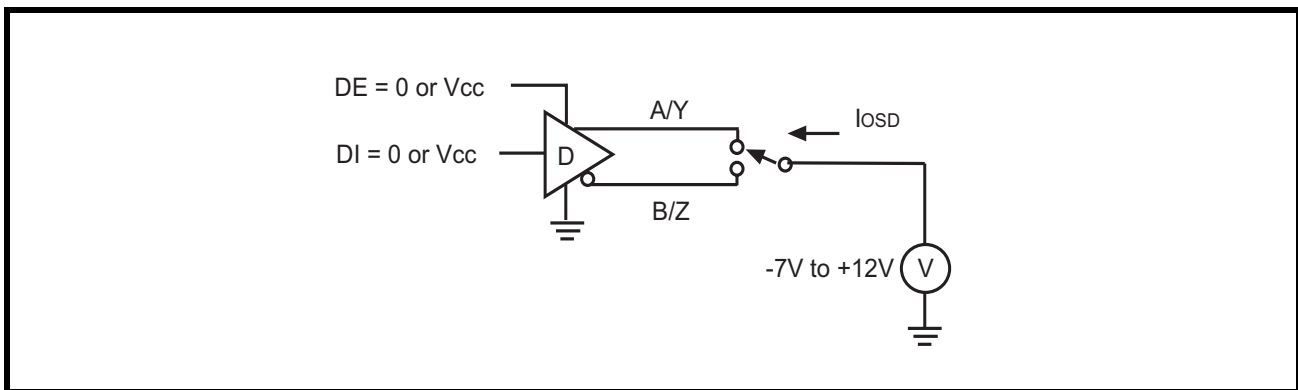 DE = 0 or Vcc
A/Y
IOSD
DI = 0 or Vcc
D
B/Z
-7V to +12V
V